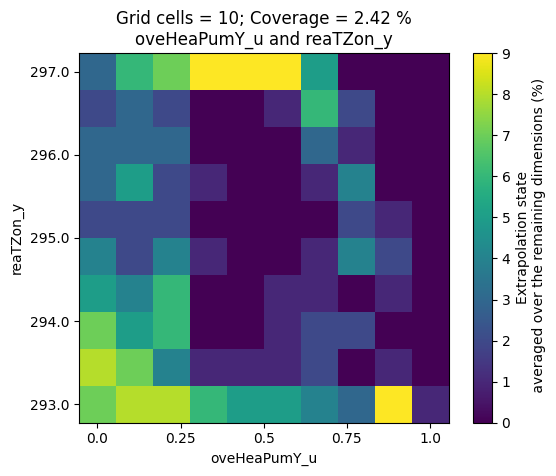 Grid cells = 10; Coverage = 2.42 %
oveHeaPumY_u and reaTZon_y
297.0
296.0
295.0
294.0
293.0
reaTZon_y
0.0 0.25 0.5 0.75 1.0
oveHeaPumY_u
9
8
7
6
5
4
3
2
1
0
Extrapolation state
averaged over the remaining dimensions (%)